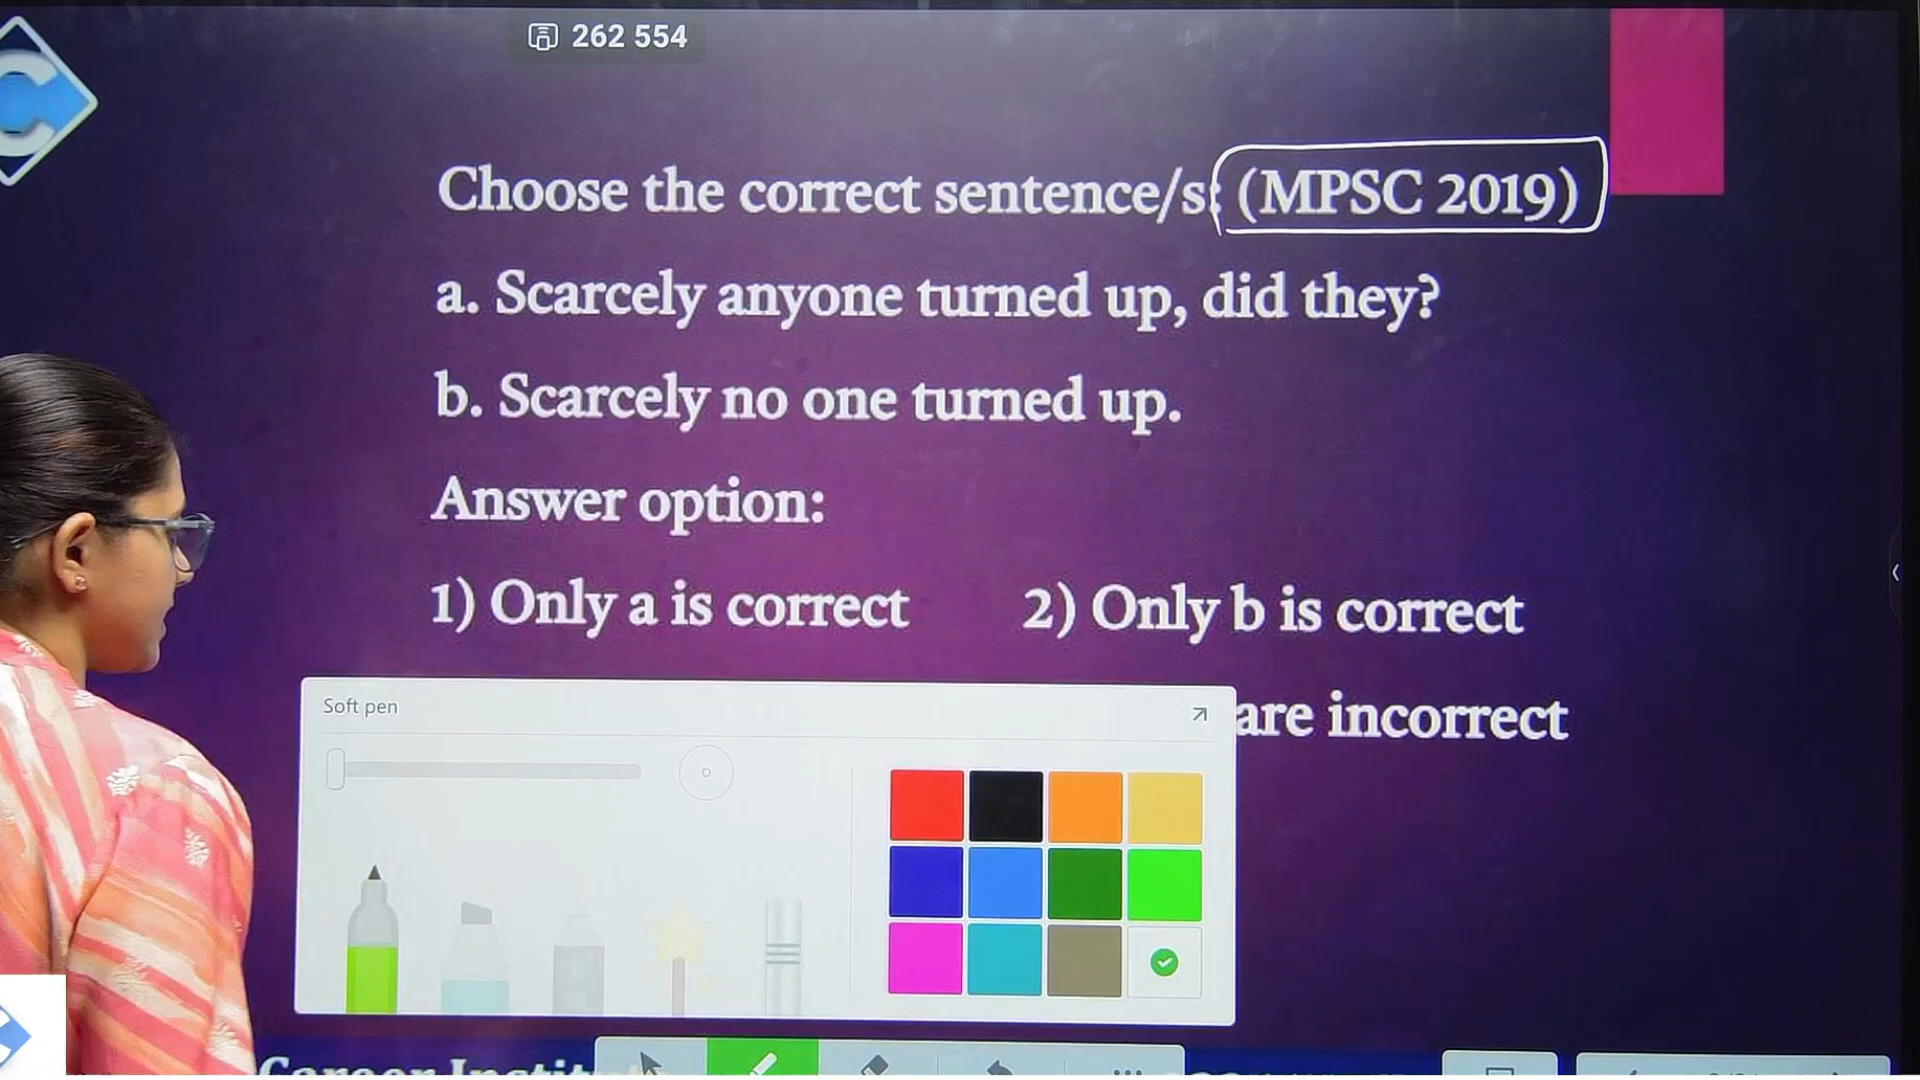 262 554
Choose the correct sentence/s: (MPSC 2019)
a. Scarcely anyone turned up, did they?
b. Scarcely no one turned up.
Answer option:
1) Only a is correct 2) Only b is correct
are incorrect
Soft pen
Career